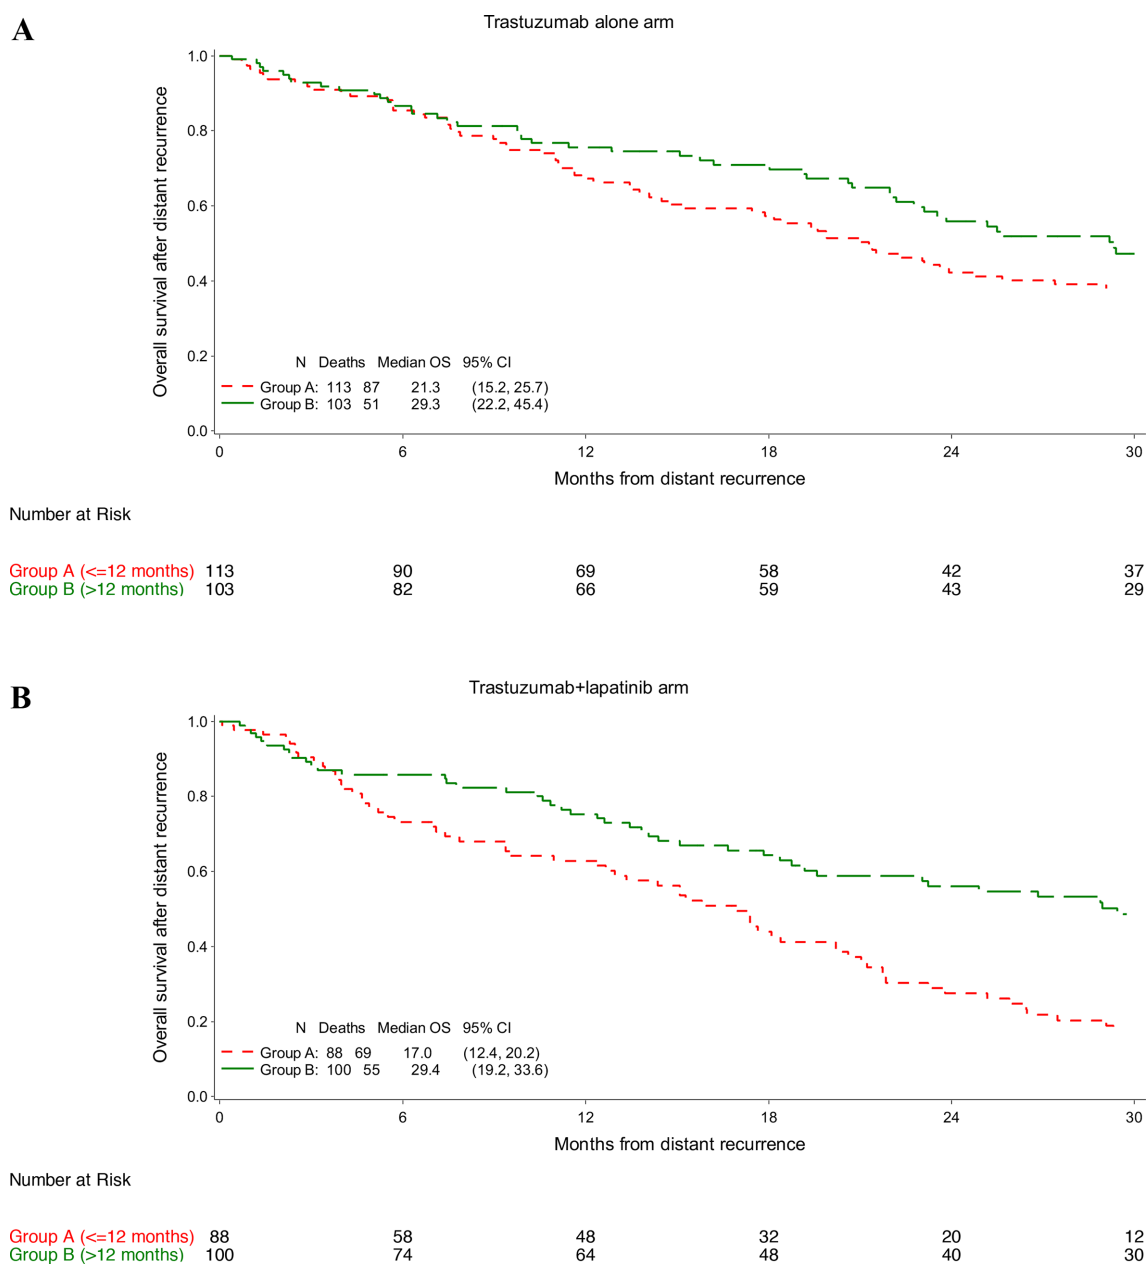 A
Trastuzumab alone arm
Overall survival after distant recurrence
1.0
0.8
0.6
0.4
0.2
0.0
N Deaths Median OS 95% CI
Group A: 113 87 21.3 (15.2, 25.7)
Group B: 103 51 29.3 (22.2, 45.4)
0 6 12 18 24 30
Months from distant recurrence
Number at Risk
Group A (<=12 months) 113 90 69 58 42 37
Group B (>12 months) 103 82 66 59 43 29
B
Trastuzumab+lapatinib arm
Overall survival after distant recurrence
1.0
0.8
0.6
0.4
0.2
0.0
N Deaths Median OS 95% CI
Group A: 88 69 17.0 (12.4, 20.2)
Group B: 100 55 29.4 (19.2, 33.6)
0 6 12 18 24 30
Months from distant recurrence
Number at Risk
Group A (<=12 months) 88 58 48 32 20 12
Group B (>12 months) 100 74 64 48 40 30